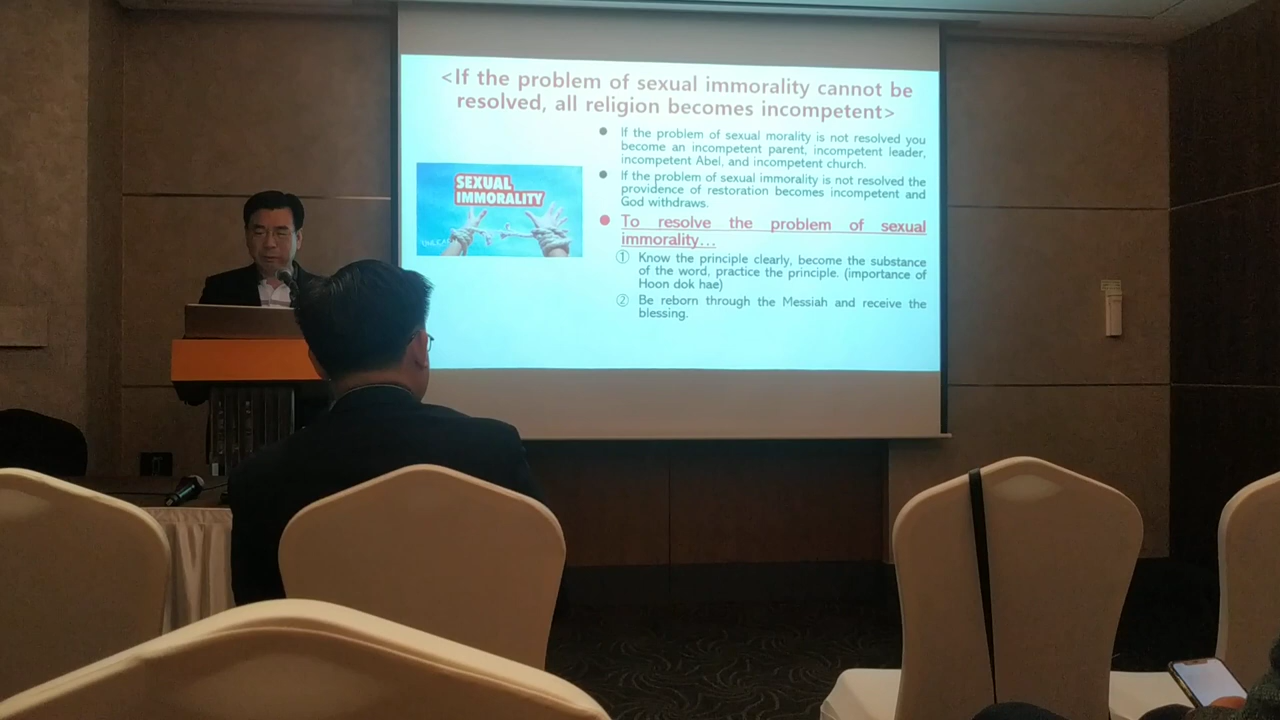 <If the problem of sexual immorality cannot be
resolved, all religion becomes incompetent>
SEXUAL
IMMORALITY
● If the problem of sexual morality is not resolved you
become an incompetent parent, incompetent leader,
incompetent Abel, and incompetent church.
● If the problem of sexual immorality is not resolved the
providence of restoration becomes incompetent and
God withdraws.
● To resolve the problem of sexual
immorality…
① Know the principle clearly, become the substance
of the word, practice the principle. (importance of
Hoon dok hae)
② Be reborn through the Messiah and receive the
blessing.